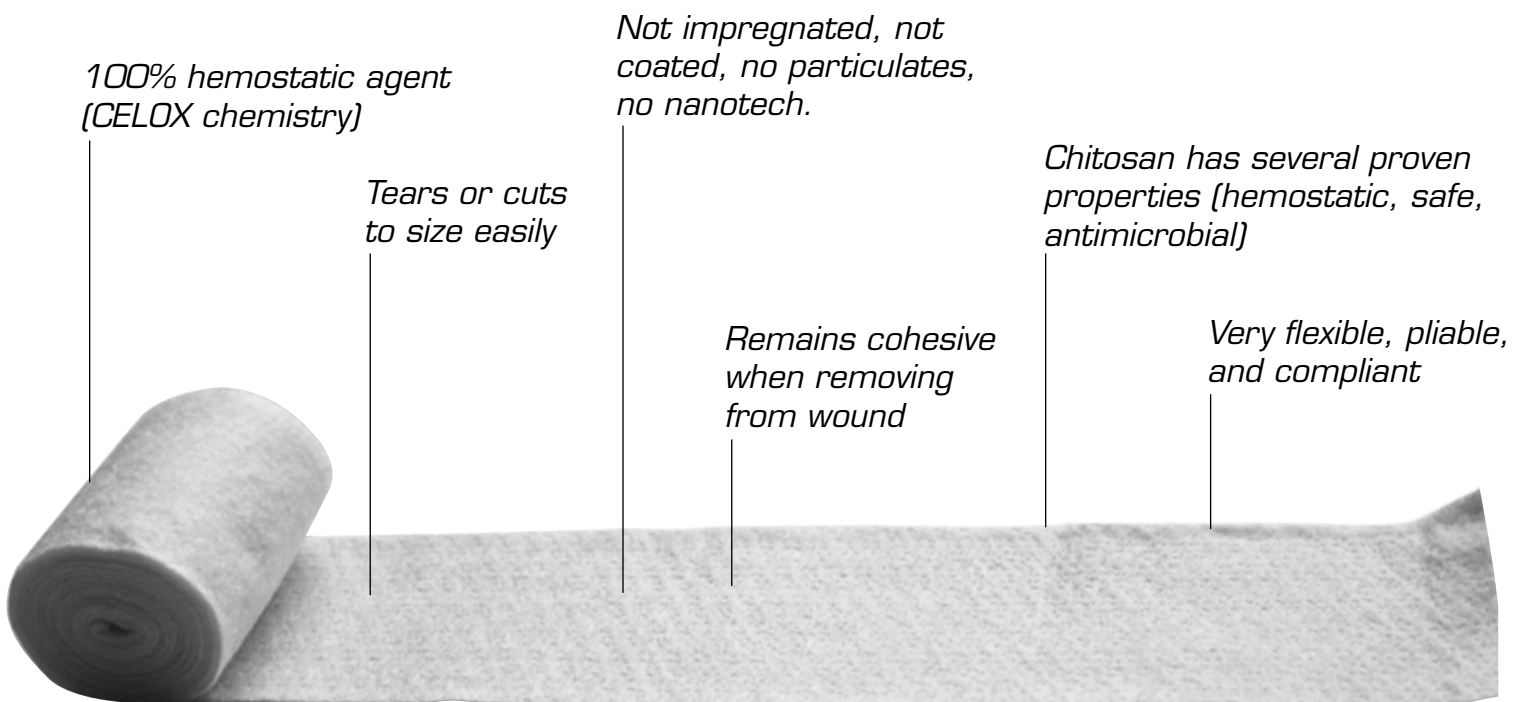 100% hemostatic agent
(CELOX chemistry)
Tears or cuts
to size easily
Not impregnated, not
coated, no particulates,
no nanotech.
Remains cohesive
when removing
from wound
Chitosan has several proven
properties (hemostatic, safe,
antimicrobial)
Very flexible, pliable,
and compliant